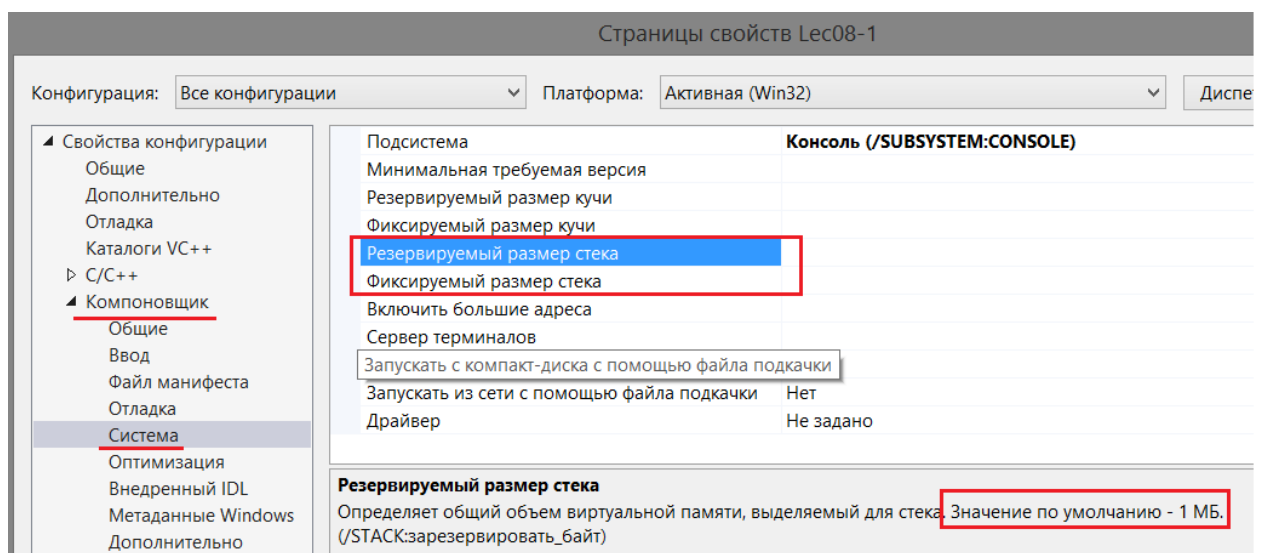 Страницы свойств Lec08-1
Конфигурация: Все конфигурации Платформа: Активная (Win32)
Свойства конфигурации
Общие
Дополнительно
Отладка
Каталоги VC++
C/C++
Компоновщик
Общие
Ввод
Файл манифеста
Отладка
Система
Оптимизация
Внедренный IDL
Метаданные Windows
Дополнительно
Подсистема Консоль (/SUBSYSTEM:CONSOLE)
Минимальная требуемая версия
Резервируемый размер кучи
Фиксируемый размер кучи
Резервируемый размер стека
Фиксируемый размер стека
Включить большие адреса
Сервер терминалов
Запускать с компакт-диска с помощью файла подкачки
Запускать из сети с помощью файла подкачки Нет
Драйвер Не задано
Резервируемый размер стека
Определяет общий объем виртуальной памяти, выделяемый для стека. Значение по умолчанию - 1 МБ.
(/STACK:зарезервировать_байт)